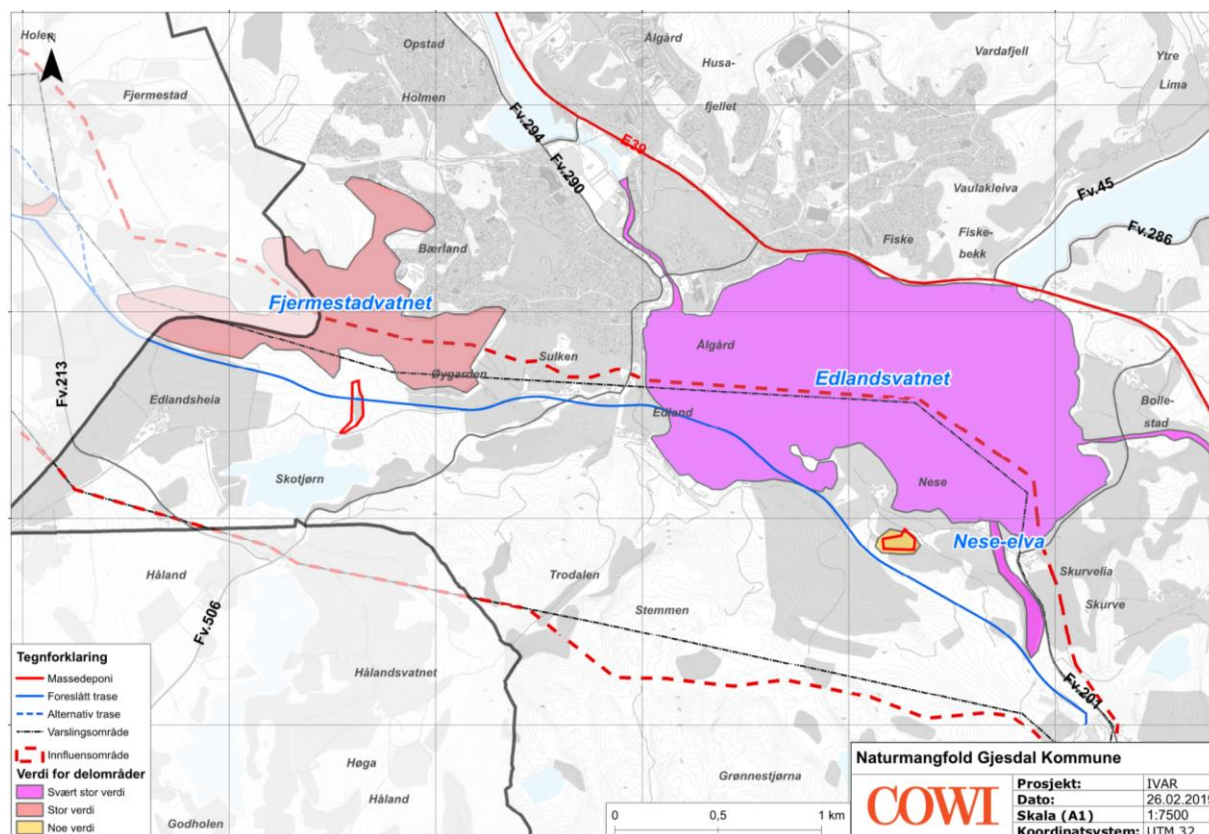 Holen
N
Fjermestad
Opstad
Holmen
Ålgård
Husa-
fjellet
Vardafjell
Ytre
Lima
Fv.294
Fv.290
E39
Vaulakleiva
Fv.45
Fv.286
Fiske
Fiske-
bekk
Bærland
Fjermestadvatnet
Sulken
Øygarden
Ålgård
Edlandsvatnet
Edland
Bolle-
stad
Fv.213
Edlandsheia
Skotjørn
Nese
Nese-elva
Skurvelia
Skurve
Håland
Fv.506
Trodalen
Stemmen
Hålandsvatnet
Fv.201
Høga
Håland
Godholen
Grønnestjørna
Tegnforklaring
Massedeponi
Foreslått trase
Alternativ trase
Varslingsområde
Innfluensområde
Verdi for delområder
Svært stor verdi
Stor verdi
Noe verdi
0 0,5 1 km
Naturmangfold Gjesdal Kommune
COWI
Prosjekt: IVAR
Dato: 26.02.2019
Skala (A1) 1:7500
Koordinatsystem: UTM 32